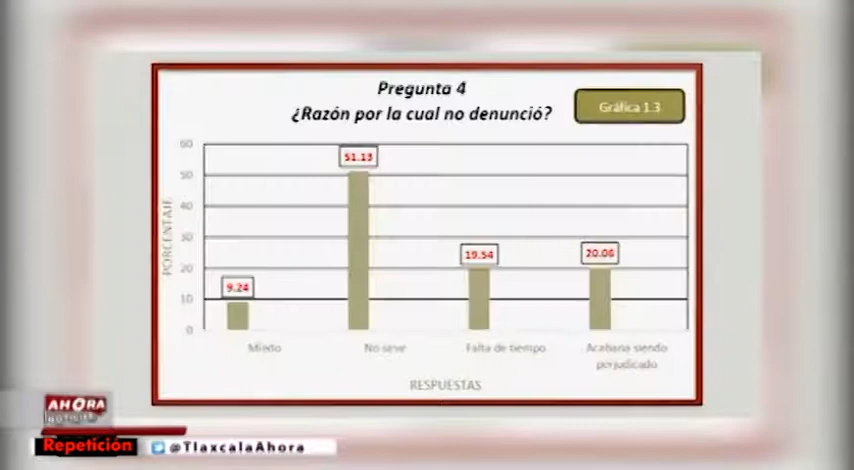 Pregunta 4
¿Razón por la cual no denunció?
Gráfica 1.3
60
50
40
30
20
10
0
PORCENTAJE
9.24
51.13
19.54
20.06
Miedo
No sirve
Falta de tiempo
Acabaria siendo
perjudicado
RESPUESTAS
AHORA
NOTICIAS
Repetición
@TlaxcalaAhora